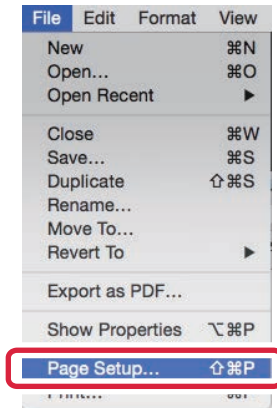 File Edit Format View
New ⌘N
Open... ⌘O
Open Recent ▶
Close ⌘W
Save... ⌘S
Duplicate ⇧⌘S
Rename...
Move To...
Revert To ▶
Export as PDF...
Show Properties ⌥⌘P
Page Setup... ⇧⌘P